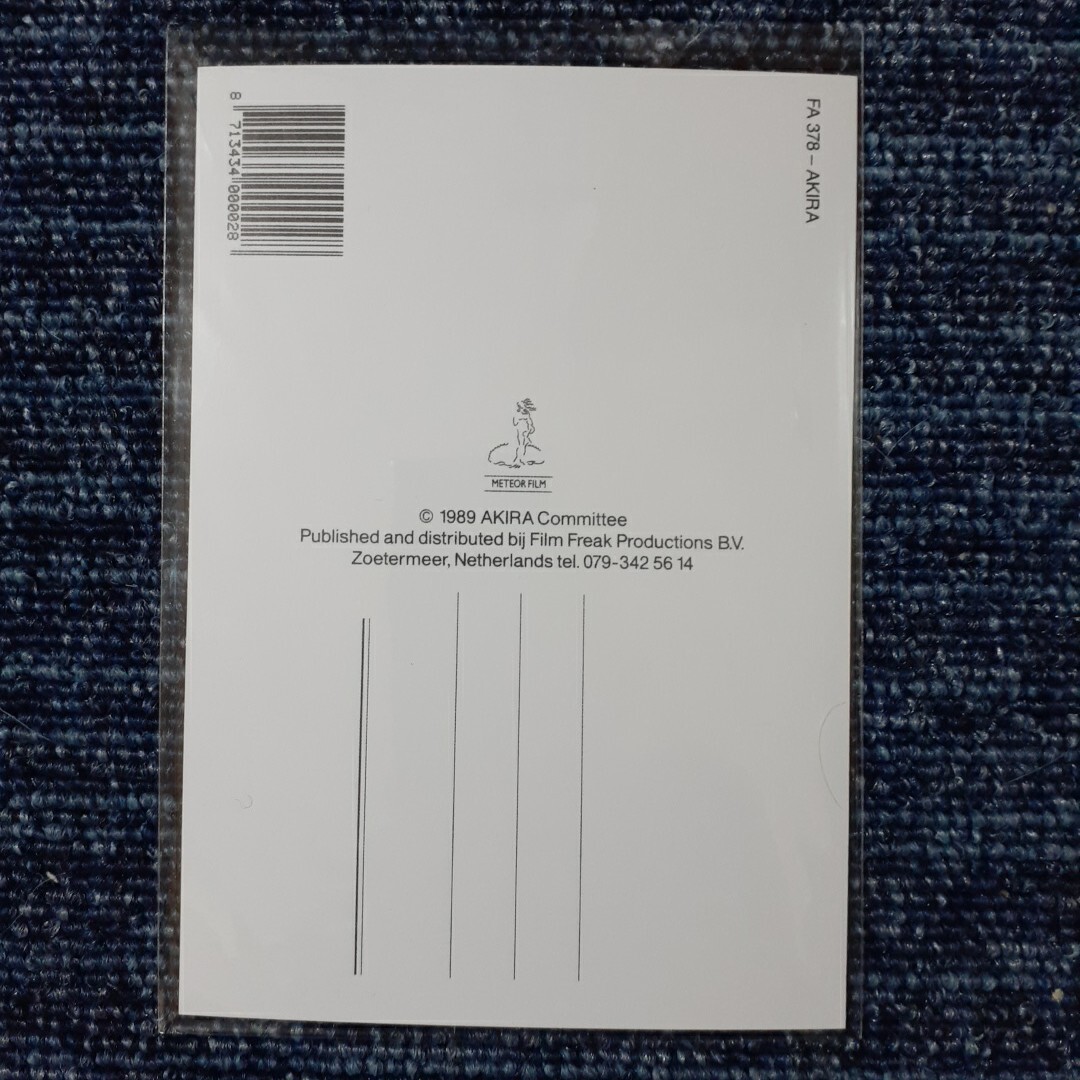 8 713434 000028
FA 378 – AKIRA
METEOR FILM
© 1989 AKIRA Committee
Published and distributed bij Film Freak Productions B.V.
Zoetermeer, Netherlands tel. 079-342 56 14